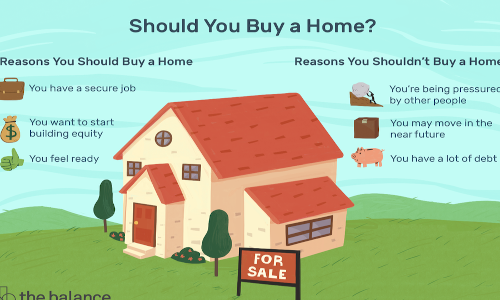 Should You Buy a Home?
Reasons You Should Buy a Home
You have a secure job
You want to start
building equity
You feel ready
Reasons You Shouldn't Buy a Home
You're being pressured
by other people
You may move in the
near future
You have a lot of debt
FOR
SALE
the balance